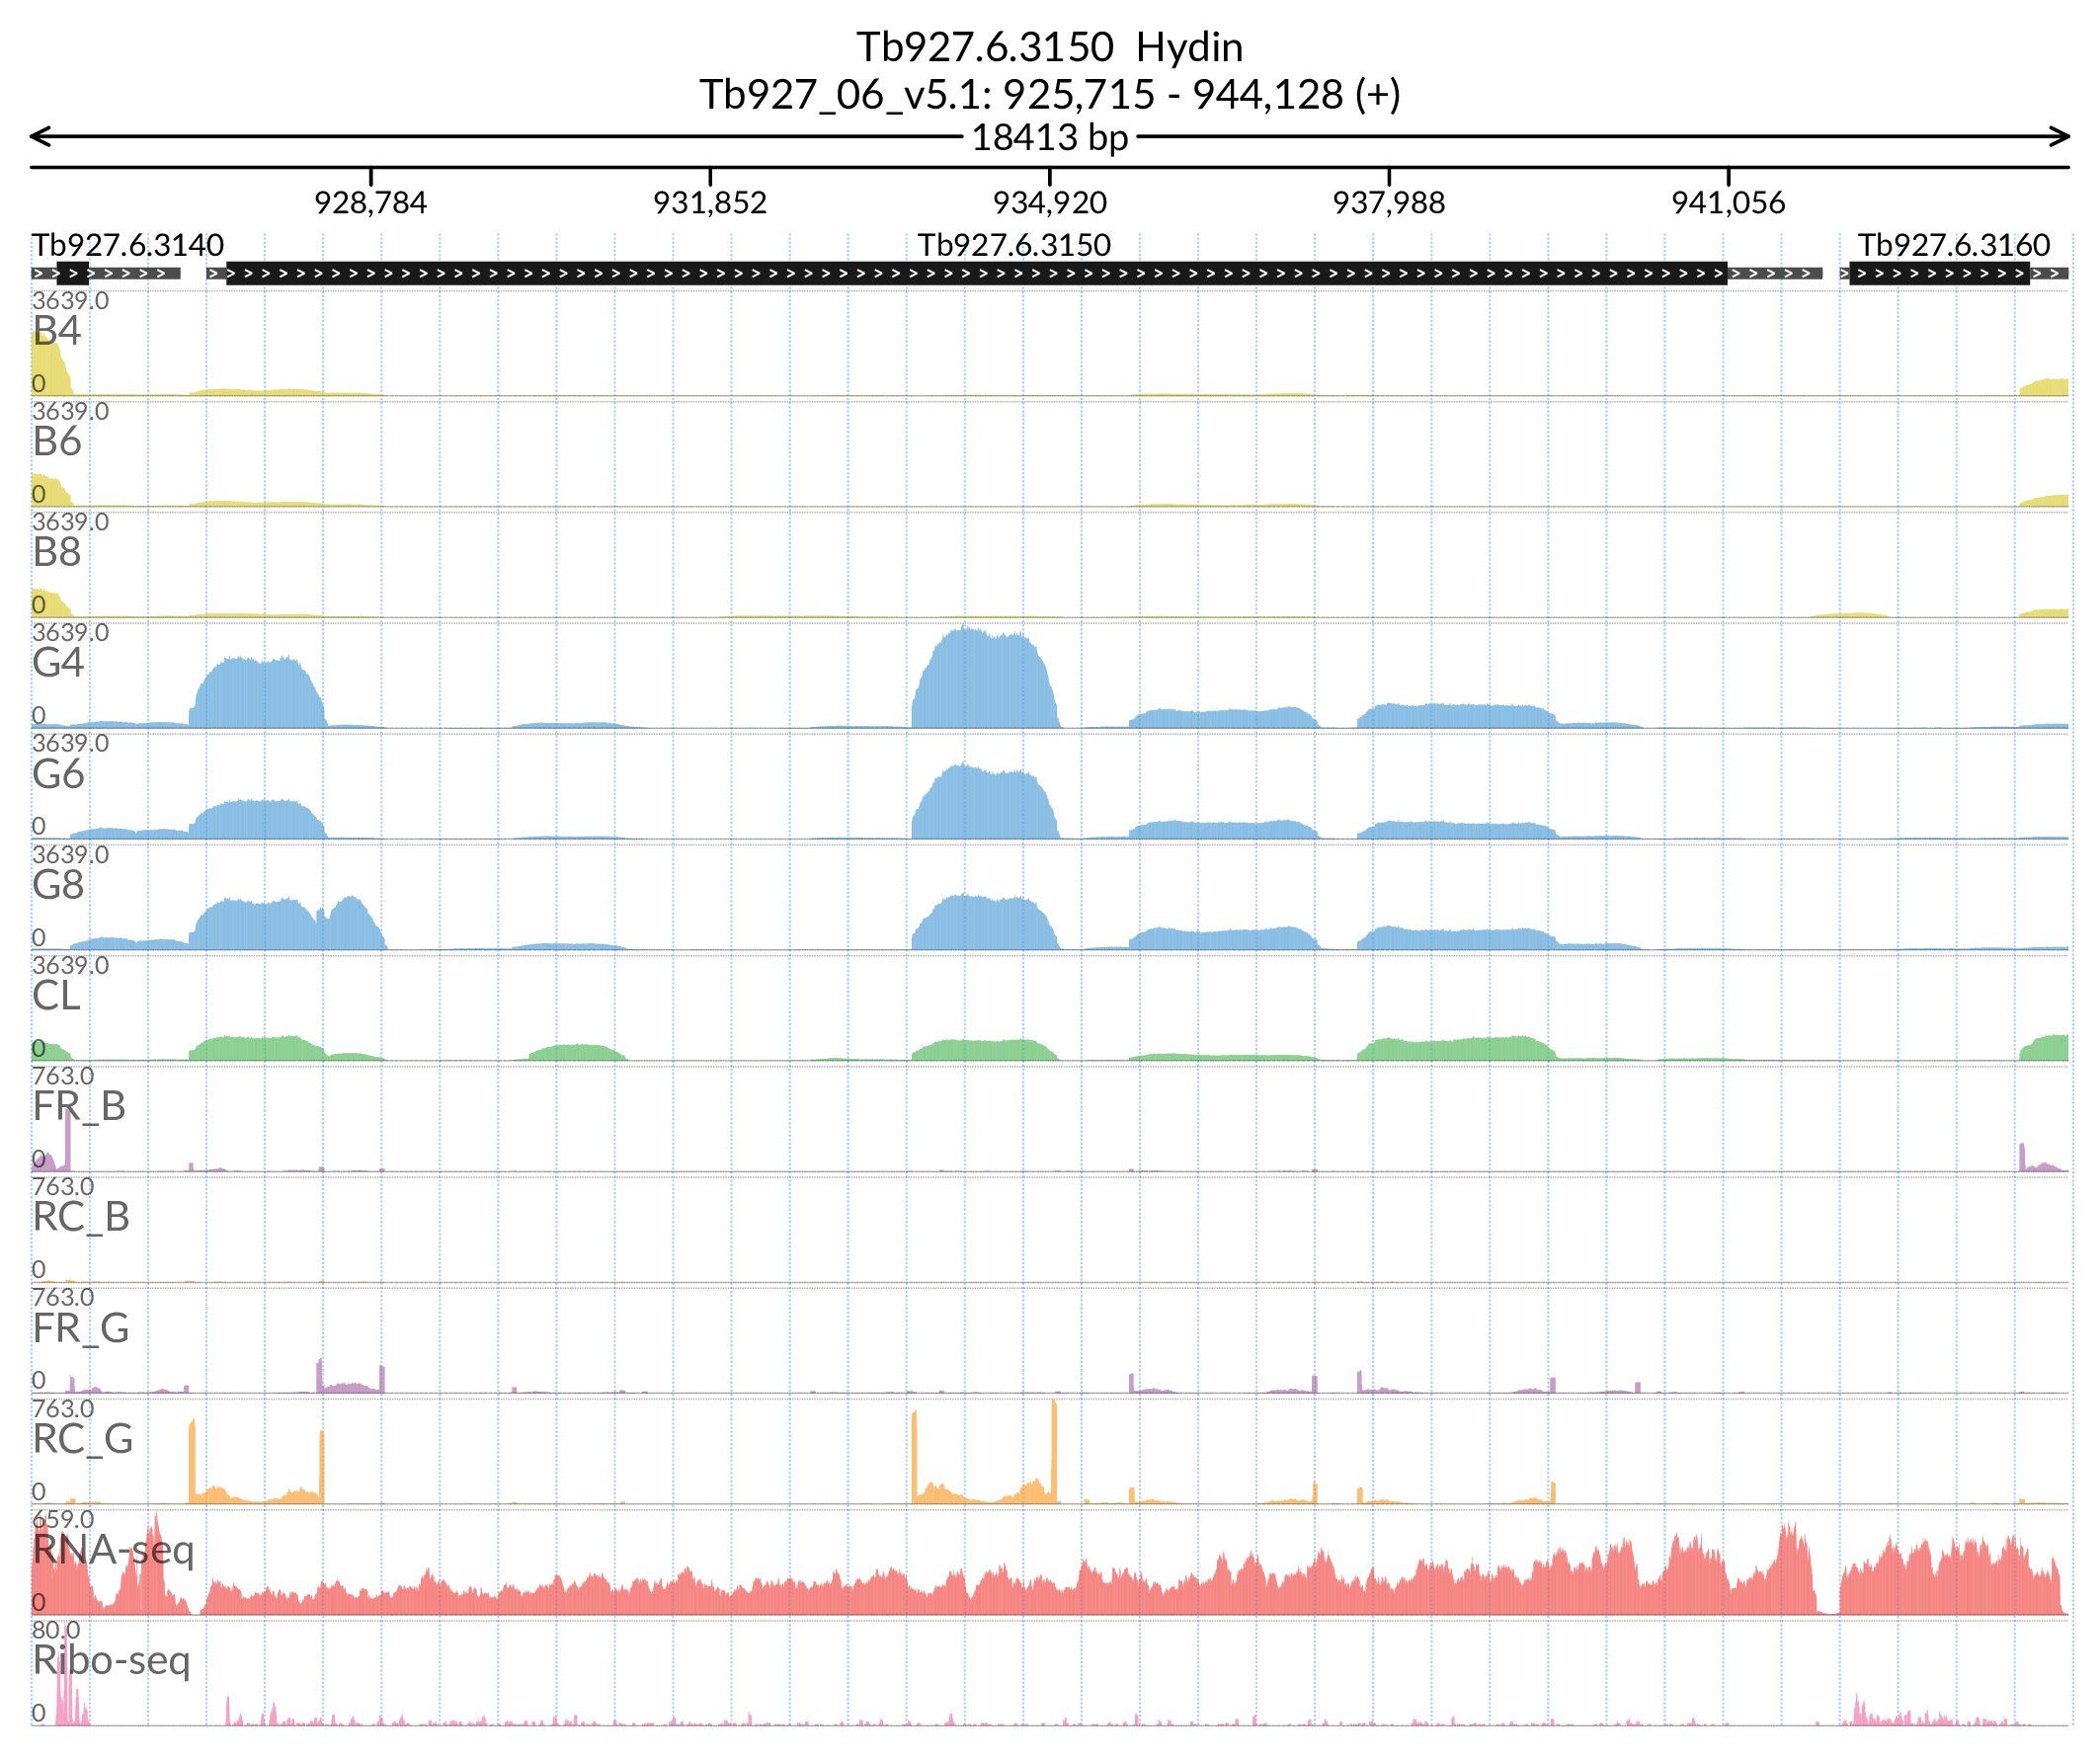 Tb927.6.3150 Hydin
Tb927_06_v5.1: 925,715 - 944,128 (+)
18413 bp
928,784 931,852 934,920 937,988 941,056
Tb927.6.3140 Tb927.6.3150 Tb927.6.3160
3639.0
B4
0
3639.0
B6
0
3639.0
B8
0
3639.0
G4
0
3639.0
G6
0
3639.0
G8
0
3639.0
CL
0
763.0
FR_B
0
763.0
RC_B
0
763.0
FR_G
0
763.0
RC_G
0
659.0
RNA-seq
0
80.0
Ribo-seq
0